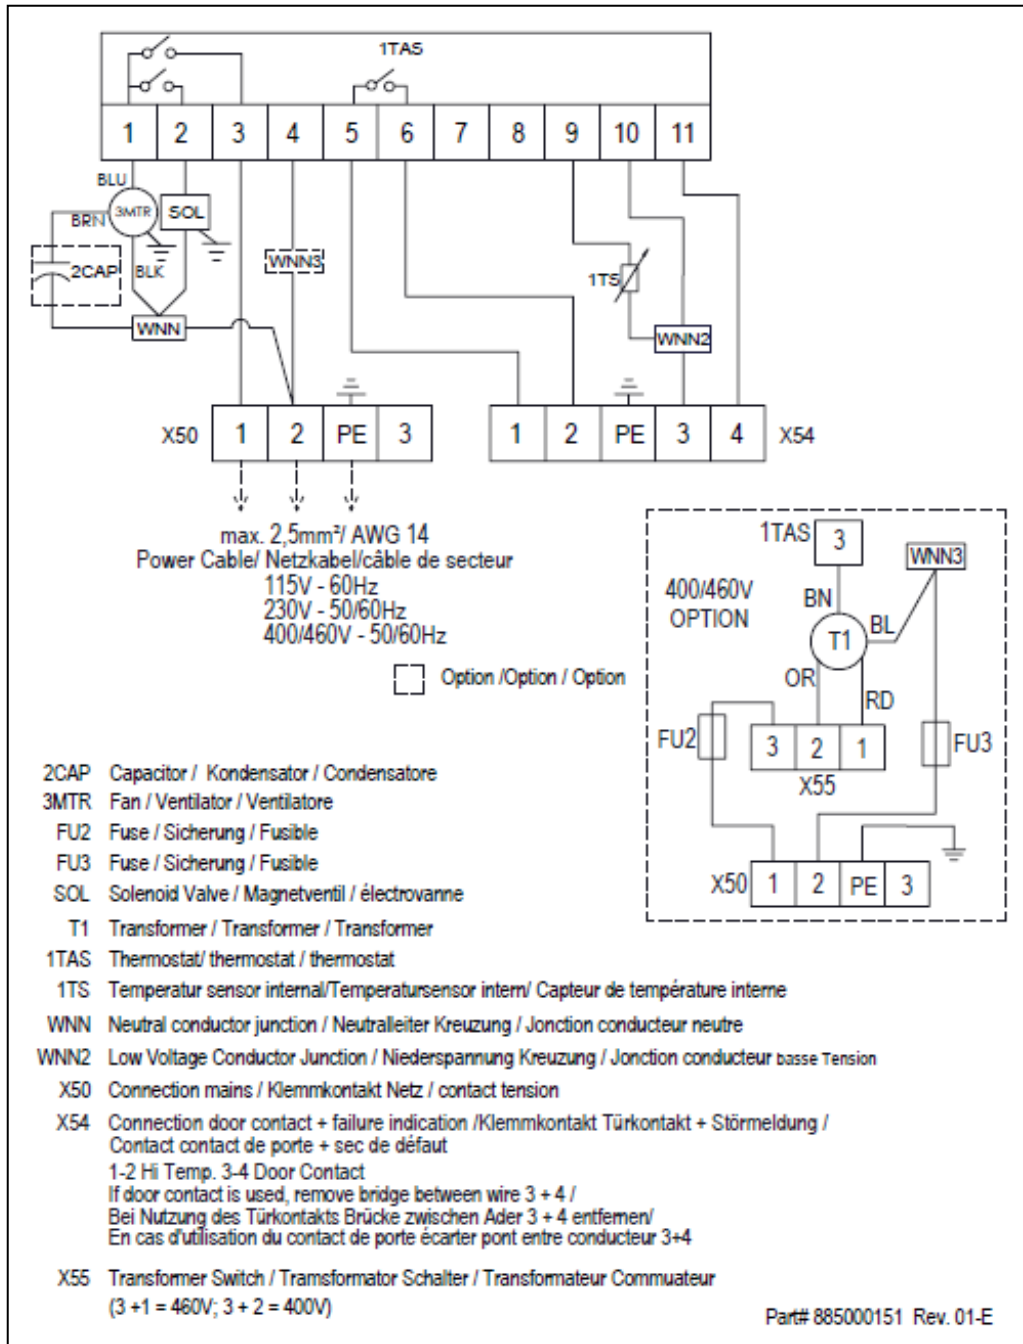 1TAS
1 2 3 4 5 6 7 8 9 10 11
BLU
3MTR SOL
BRN
2CAP BLK
WNN3
1TS
WNN
WNN2
X50 1 2 PE 3
1 2 PE 3 4 X54
max. 2,5mm²/ AWG 14
Power Cable/ Netzkabel/câble de secteur
115V - 60Hz
230V - 50/60Hz
400/460V - 50/60Hz
Option /Option / Option
1TAS 3
WNN3
400/460V
OPTION
BN
T1 BL
OR
RD
FU2 3 2 1 FU3
X55
X50 1 2 PE 3
2CAP Capacitor / Kondensator / Condensatore
3MTR Fan / Ventilator / Ventilatore
FU2 Fuse / Sicherung / Fusible
FU3 Fuse / Sicherung / Fusible
SOL Solenoid Valve / Magnetventil / électrovanne
T1 Transformer / Transformer / Transformer
1TAS Thermostat/ thermostat / thermostat
1TS Temperatur sensor internal/Temperatursensor intern/ Capteur de température interne
WNN Neutral conductor junction / Neutralleiter Kreuzung / Jonction conducteur neutre
WNN2 Low Voltage Conductor Junction / Niederspannung Kreuzung / Jonction conducteur basse Tension
X50 Connection mains / Klemmkontakt Netz / contact tension
X54 Connection door contact + failure indication /Klemmkontakt Türkontakt + Störmeldung /
Contact contact de porte + sec de défaut
1-2 Hi Temp. 3-4 Door Contact
If door contact is used, remove bridge between wire 3 + 4 /
Bei Nutzung des Türkontakts Brücke zwischen Ader 3 + 4 entfernen/
En cas d'utilisation du contact de porte écarter pont entre conducteur 3+4
X55 Transformer Switch / Tramsformator Schalter / Transformateur Commuateur
(3 +1 = 460V; 3 + 2 = 400V)
Part# 885000151 Rev. 01-E